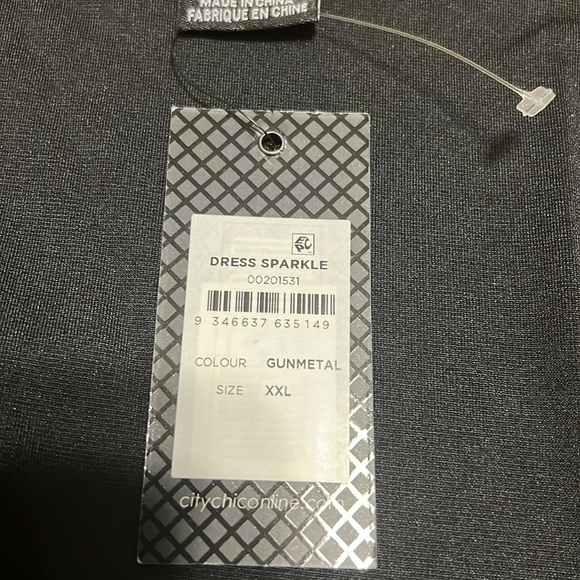 MADE IN CHINA
FABRIQUE EN CHINE
DRESS SPARKLE
00201531
9 346637 635149
COLOUR GUNMETAL
SIZE XXL
citychiconline.com